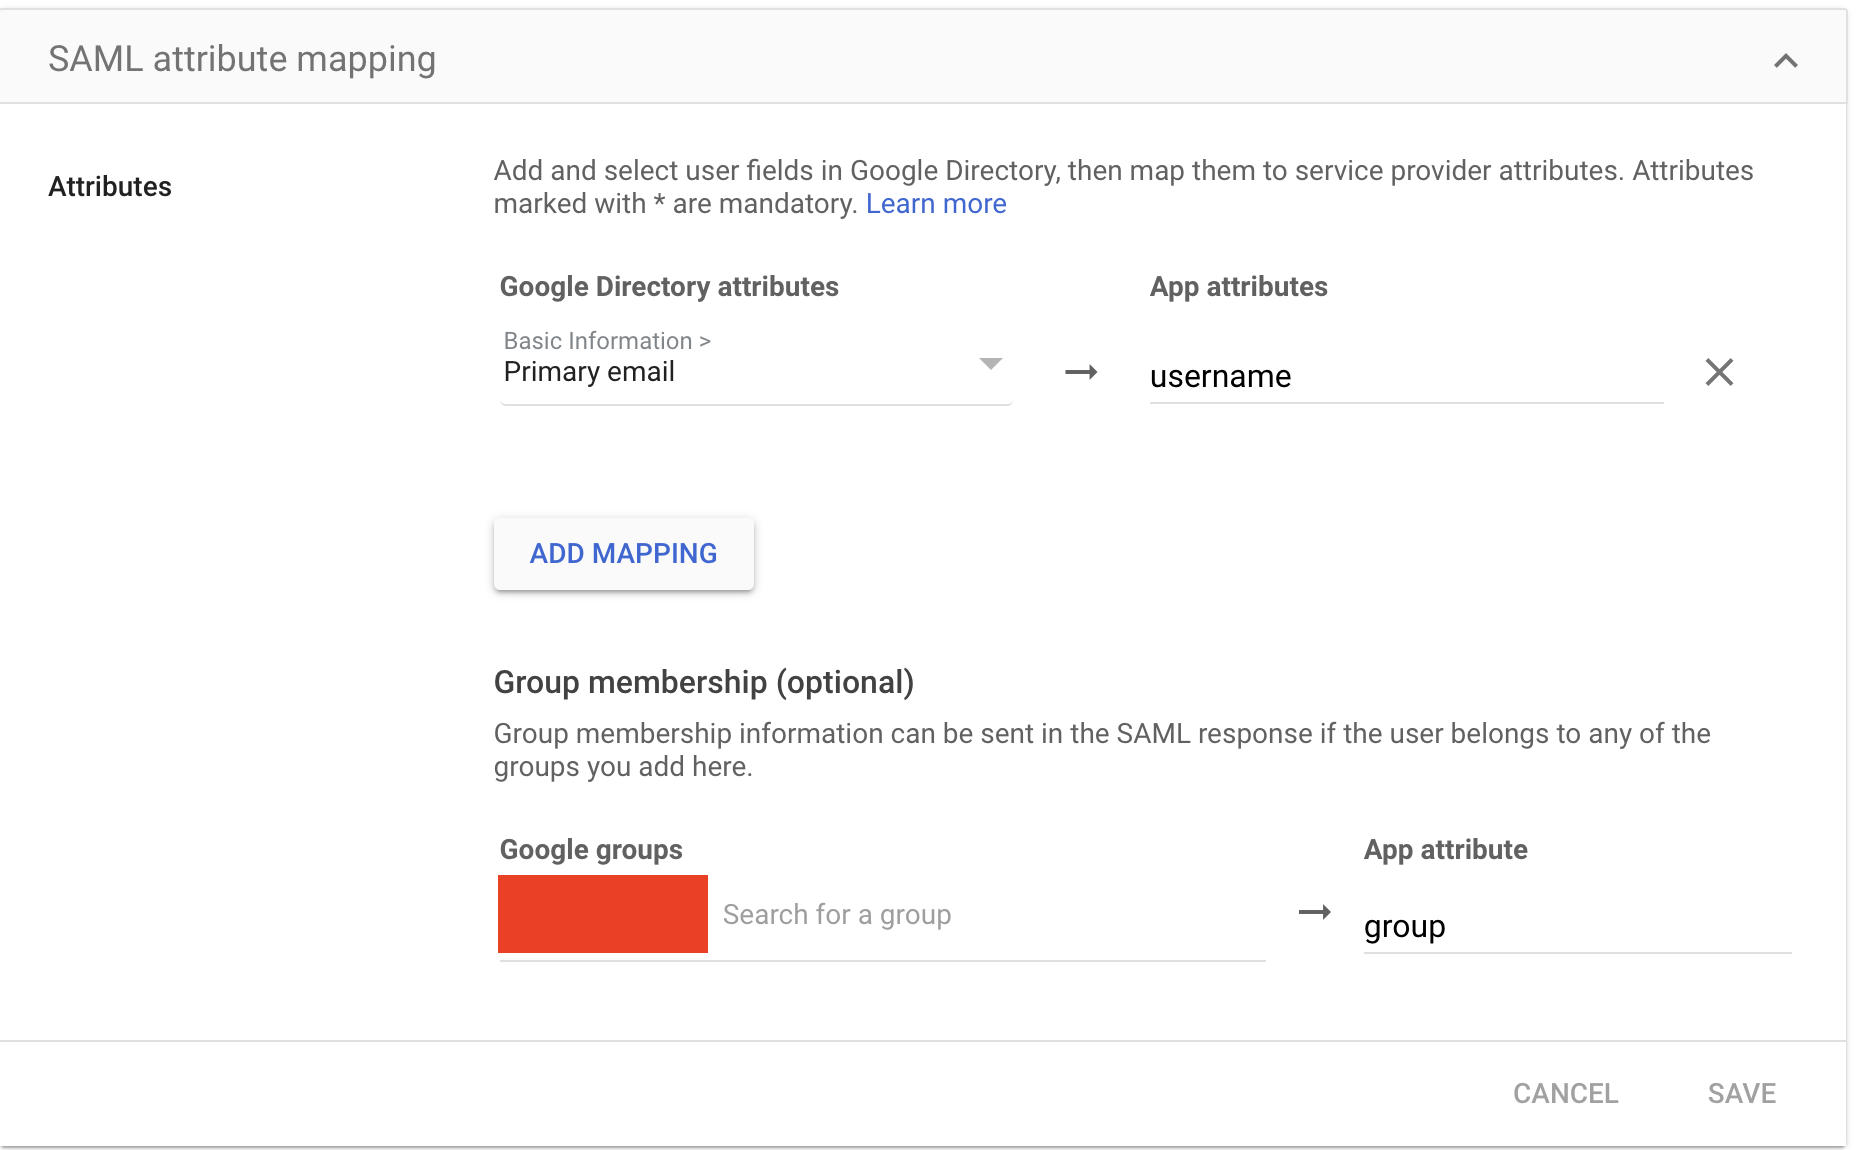 SAML attribute mapping
Attributes
Add and select user fields in Google Directory, then map them to service provider attributes. Attributes
marked with * are mandatory. Learn more
Google Directory attributes
App attributes
Basic Information >
Primary email
username
ADD MAPPING
Group membership (optional)
Group membership information can be sent in the SAML response if the user belongs to any of the
groups you add here.
Google groups
App attribute
Search for a group
group
CANCEL
SAVE